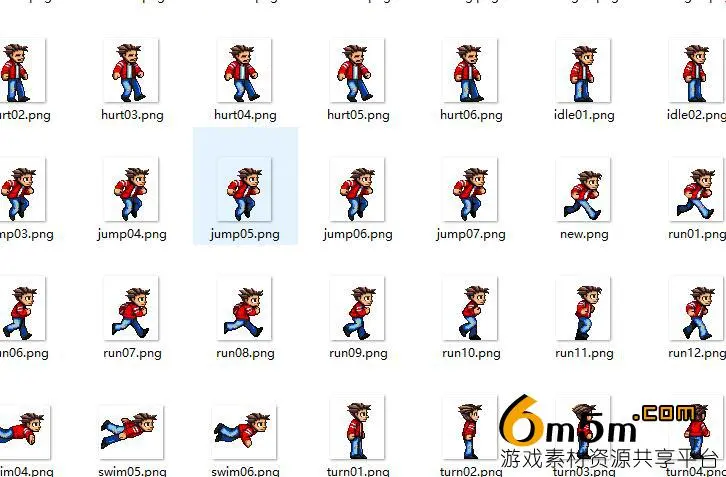 hurt02.png hurt03.png hurt04.png hurt05.png hurt06.png idle01.png idle02.png
mp03.png jump04.png jump05.png jump06.png jump07.png new.png run01.png
un06.png run07.png run08.png run09.png run10.png run11.png run12.png
im04.png swim05.png swim06.png turn01.png turn02.png turn03.png turn04.png
6m5m.com
游戏素材资源共享平台